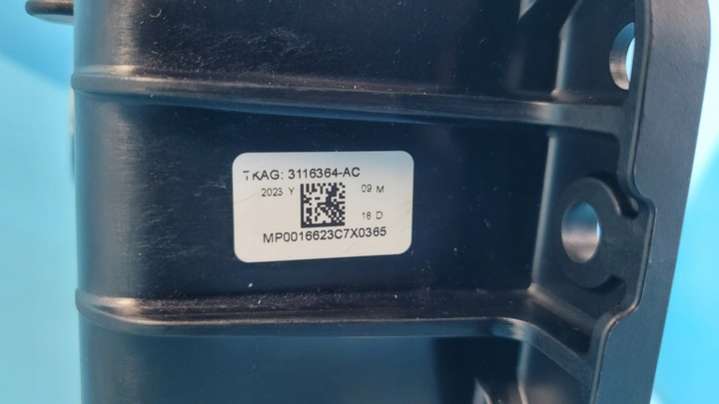 TKAG: 3116364-AC
2023 Y 09 M
18 D
MP0016623C7X0365